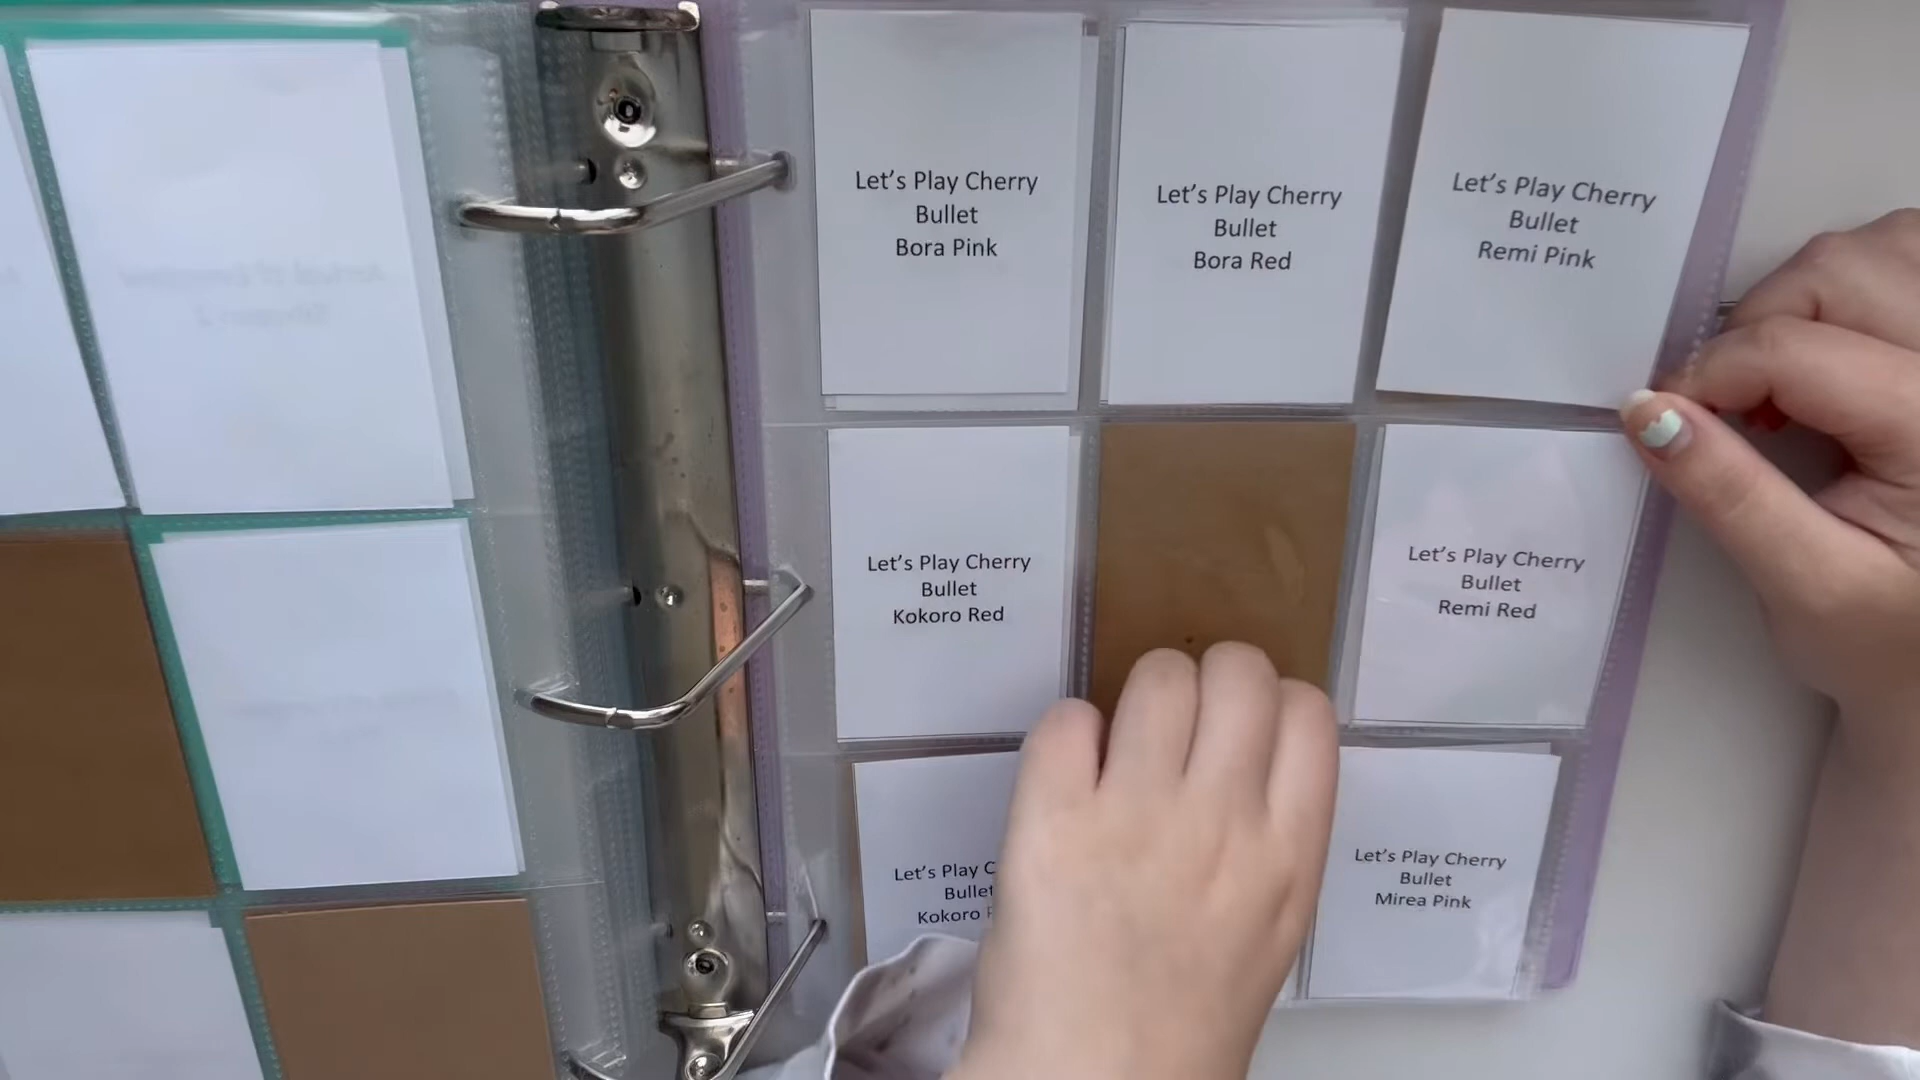 Let's Play Cherry
Bullet
Bora Pink
Let's Play Cherry
Bullet
Bora Red
Let's Play Cherry
Bullet
Remi Pink
Let's Play Cherry
Bullet
Kokoro Red
Let's Play Cherry
Bullet
Remi Red
Let's Play
Bullet
Kokoro
Let's Play Cherry
Bullet
Mirea Pink